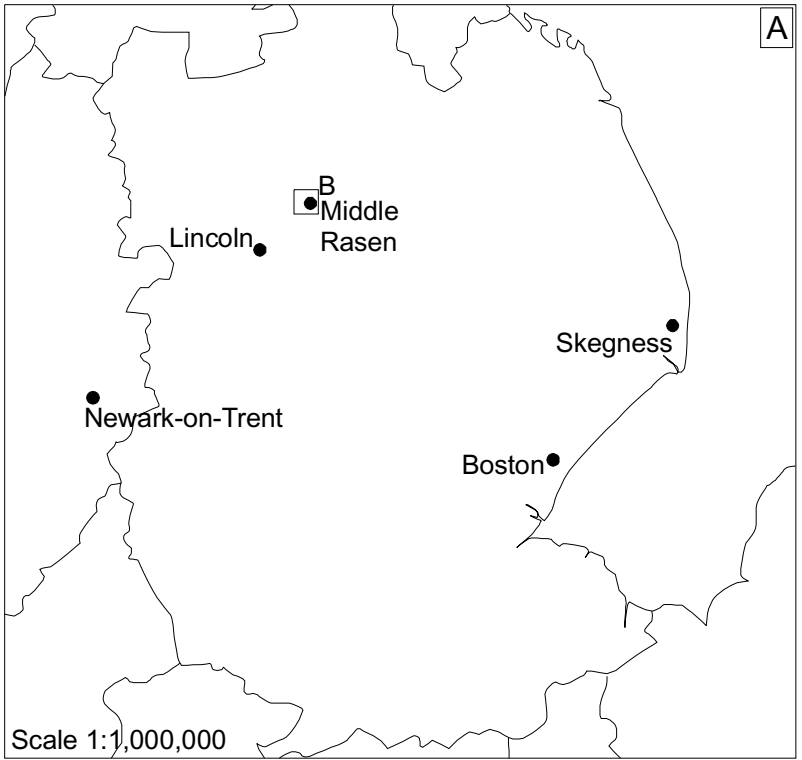 A
B
Middle
Rasen
Lincoln
Skegness
Newark-on-Trent
Boston
Scale 1:1,000,000